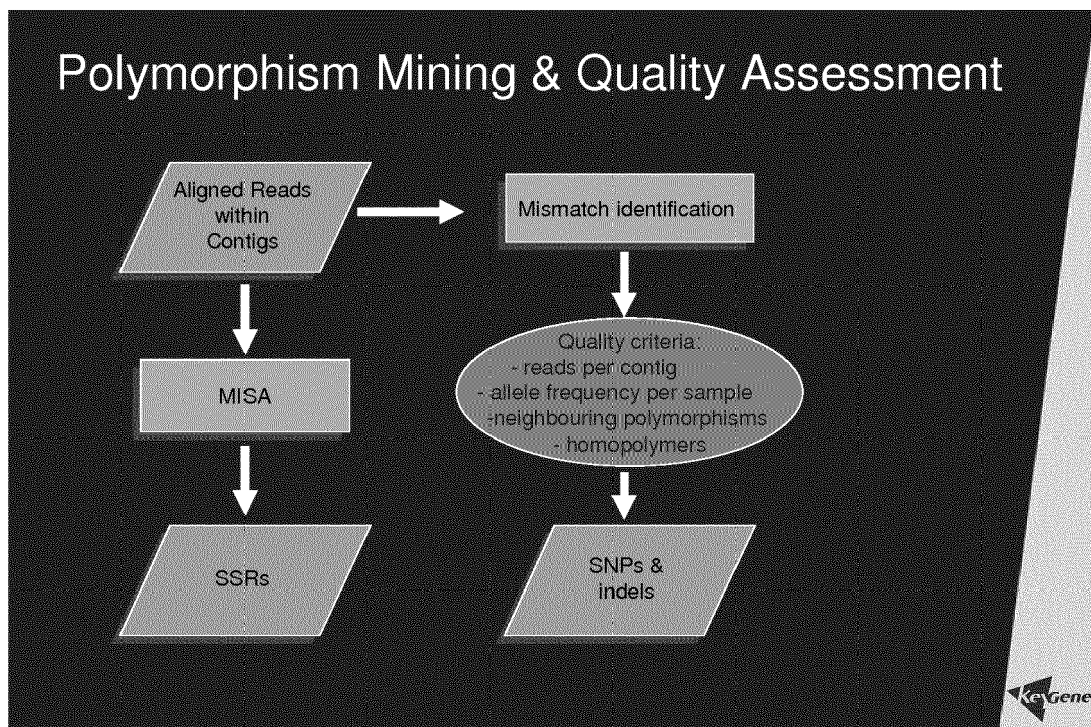 Polymorphism Mining & Quality Assessment
Aligned Reads
within
Contigs
Mismatch identification
MISA
Quality criteria:
- reads per contig
- allele frequency per sample
-neighbouring polymorphisms
- homopolymers
SSRs
SNPs &
indels
KeyGene